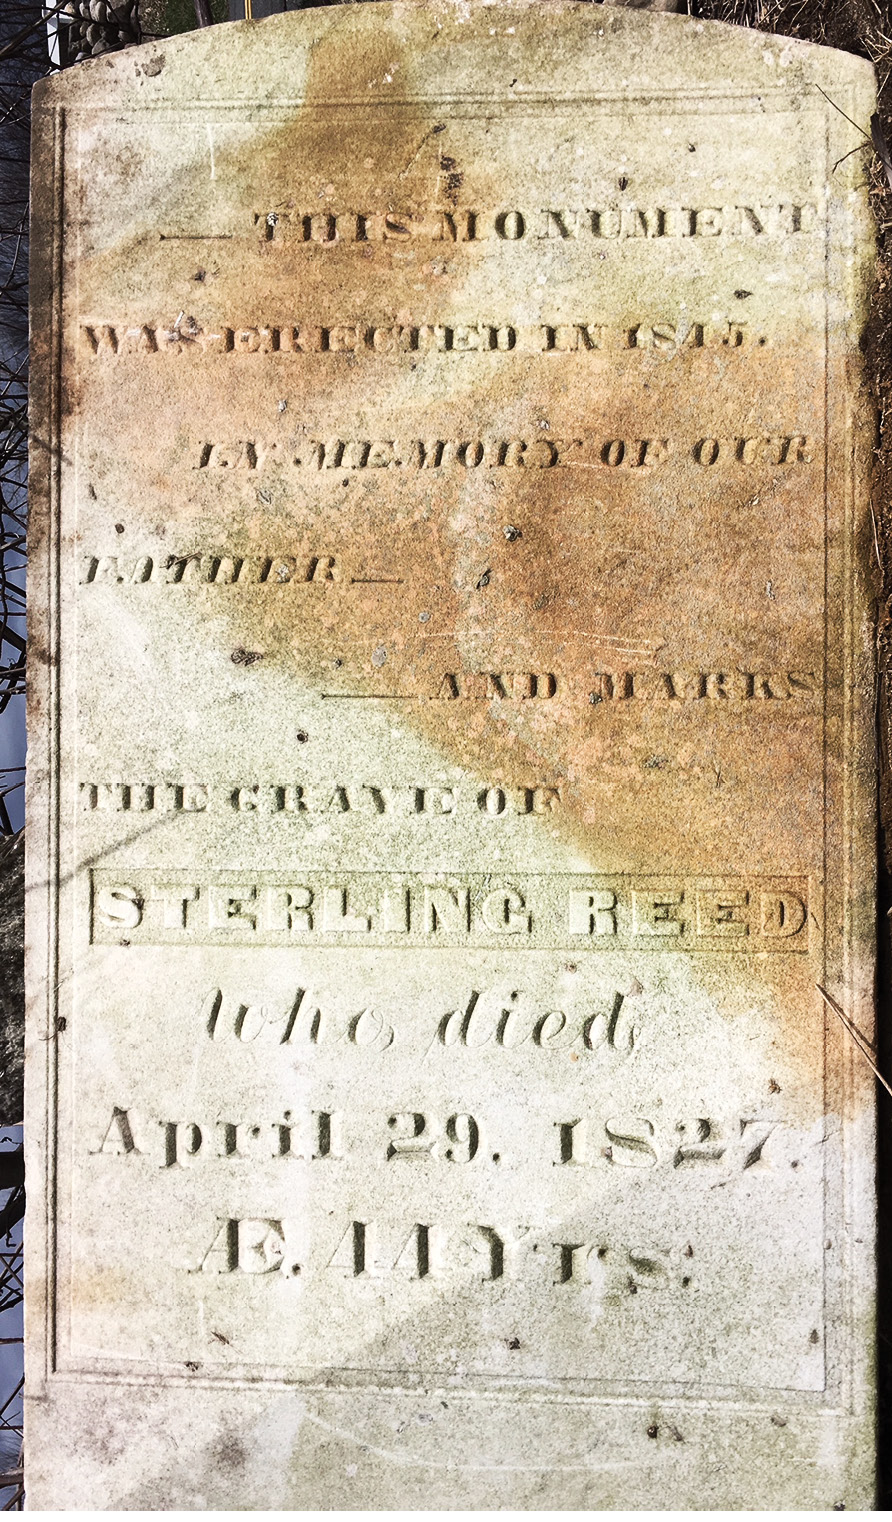 — THIS MONUMENT
WAS ERECTED IN 1845.
IN MEMORY OF OUR
FATHER —
— AND MARKS
THE GRAVE OF
STERLING REED
who, died,
April 29. 1827.
Æ. 44 Yrs.